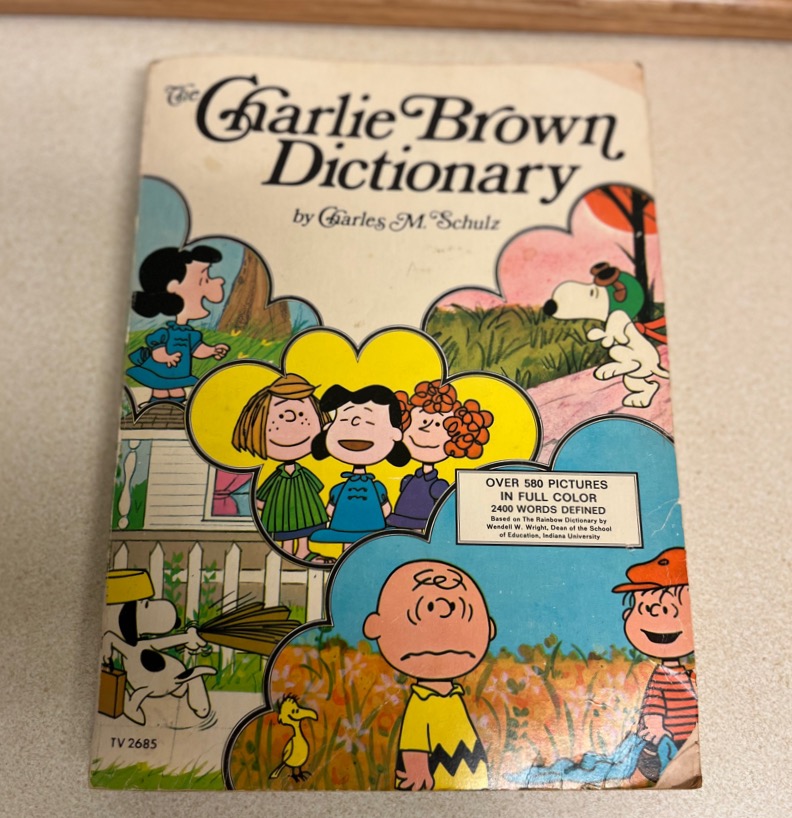 The Charlie Brown
Dictionary
by Charles M. Schulz
OVER 580 PICTURES
IN FULL COLOR
2400 WORDS DEFINED
Based on The Rainbow Dictionary by
Wendell W. Wright, Dean of the School
of Education, Indiana University
TV 2685